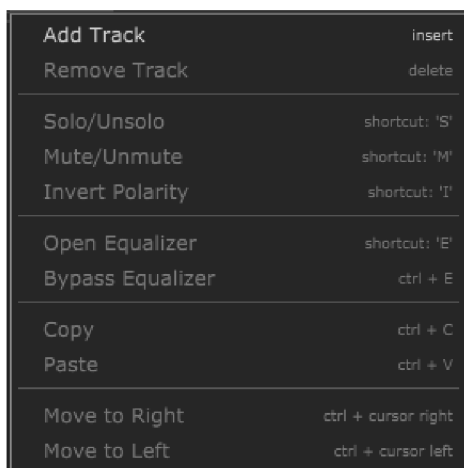 Add Track insert
Remove Track delete
Solo/Unsolo shortcut: 'S'
Mute/Unmute shortcut: 'M'
Invert Polarity shortcut: 'I'
Open Equalizer shortcut: 'E'
Bypass Equalizer ctrl + E
Copy ctrl + C
Paste ctrl + V
Move to Right ctrl + cursor right
Move to Left ctrl + cursor left